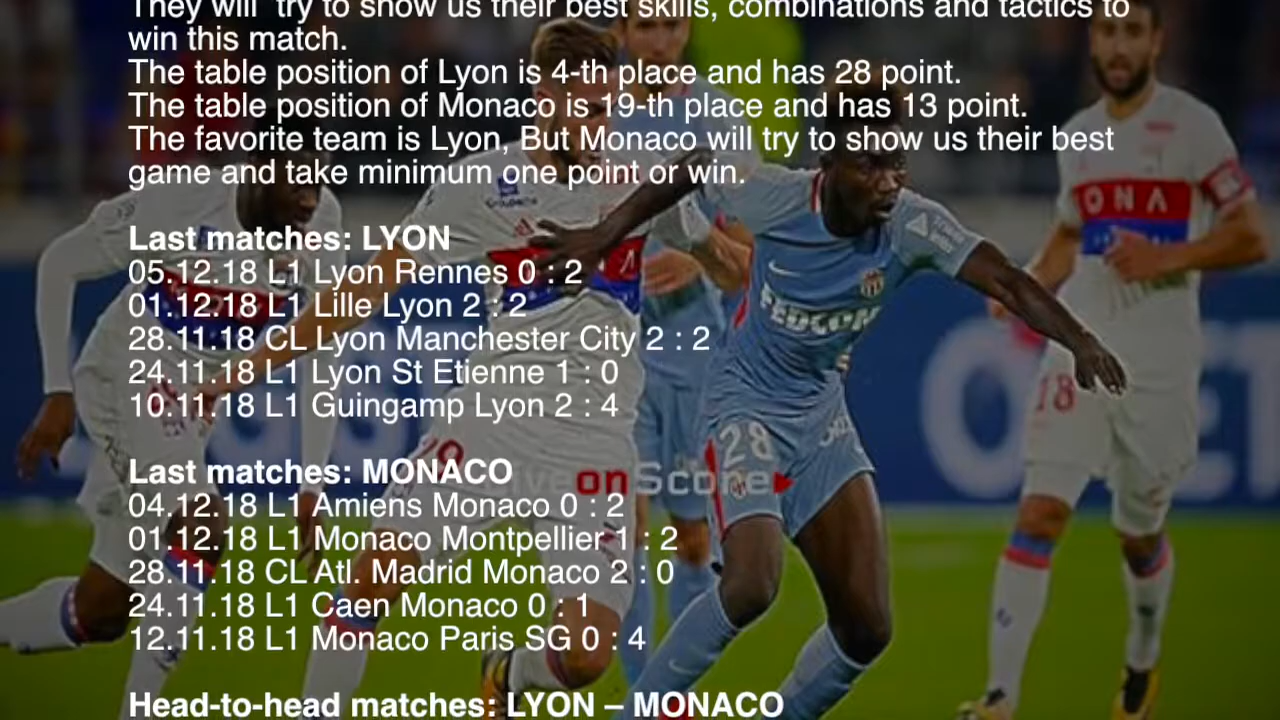 They will  try to show us their best skills, combinations and tactics to
win this match.
The table position of Lyon is 4-th place and has 28 point.
The table position of Monaco is 19-th place and has 13 point.
The favorite team is Lyon, But Monaco will try to show us their best
game and take minimum one point or win.
Last matches: LYON
05.12.18 L1 Lyon Rennes 0 : 2
01.12.18 L1 Lille Lyon 2 : 2
28.11.18 CL Lyon Manchester City 2 : 2
24.11.18 L1 Lyon St Etienne 1 : 0
10.11.18 L1 Guingamp Lyon 2 : 4
Last matches: MONACO
04.12.18 L1 Amiens Monaco 0 : 2
01.12.18 L1 Monaco Montpellier 1 : 2
28.11.18 CL Atl. Madrid Monaco 2 : 0
24.11.18 L1 Caen Monaco 0 : 1
12.11.18 L1 Monaco Paris SG 0 : 4
Head-to-head matches: LYON – MONACO
onScore
FEDCOM
28
18